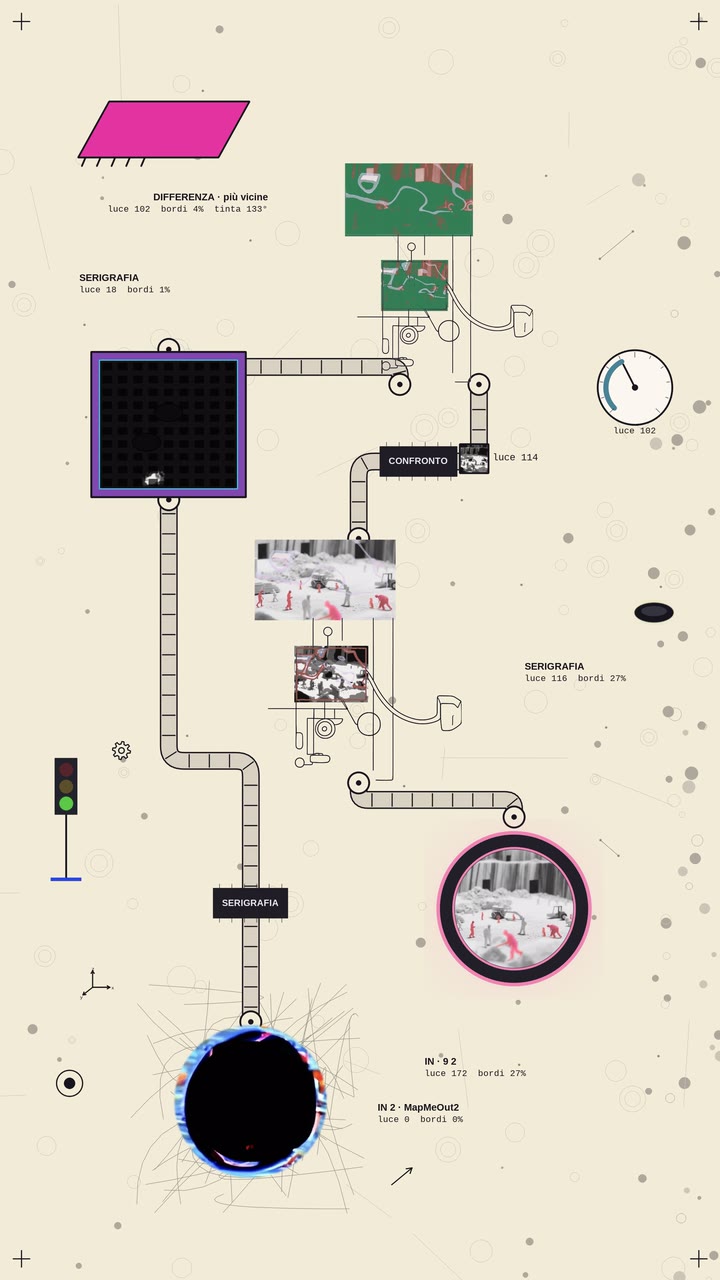 DIFFERENZA · più vicine
luce 102  bordi 4%  tinta 133°
SERIGRAFIA
luce 18  bordi 1%
luce 102
CONFRONTO
luce 114
SERIGRAFIA
luce 116  bordi 27%
SERIGRAFIA
IN · 9 2
luce 172  bordi 27%
IN 2 · MapMeOut2
luce 0  bordi 0%